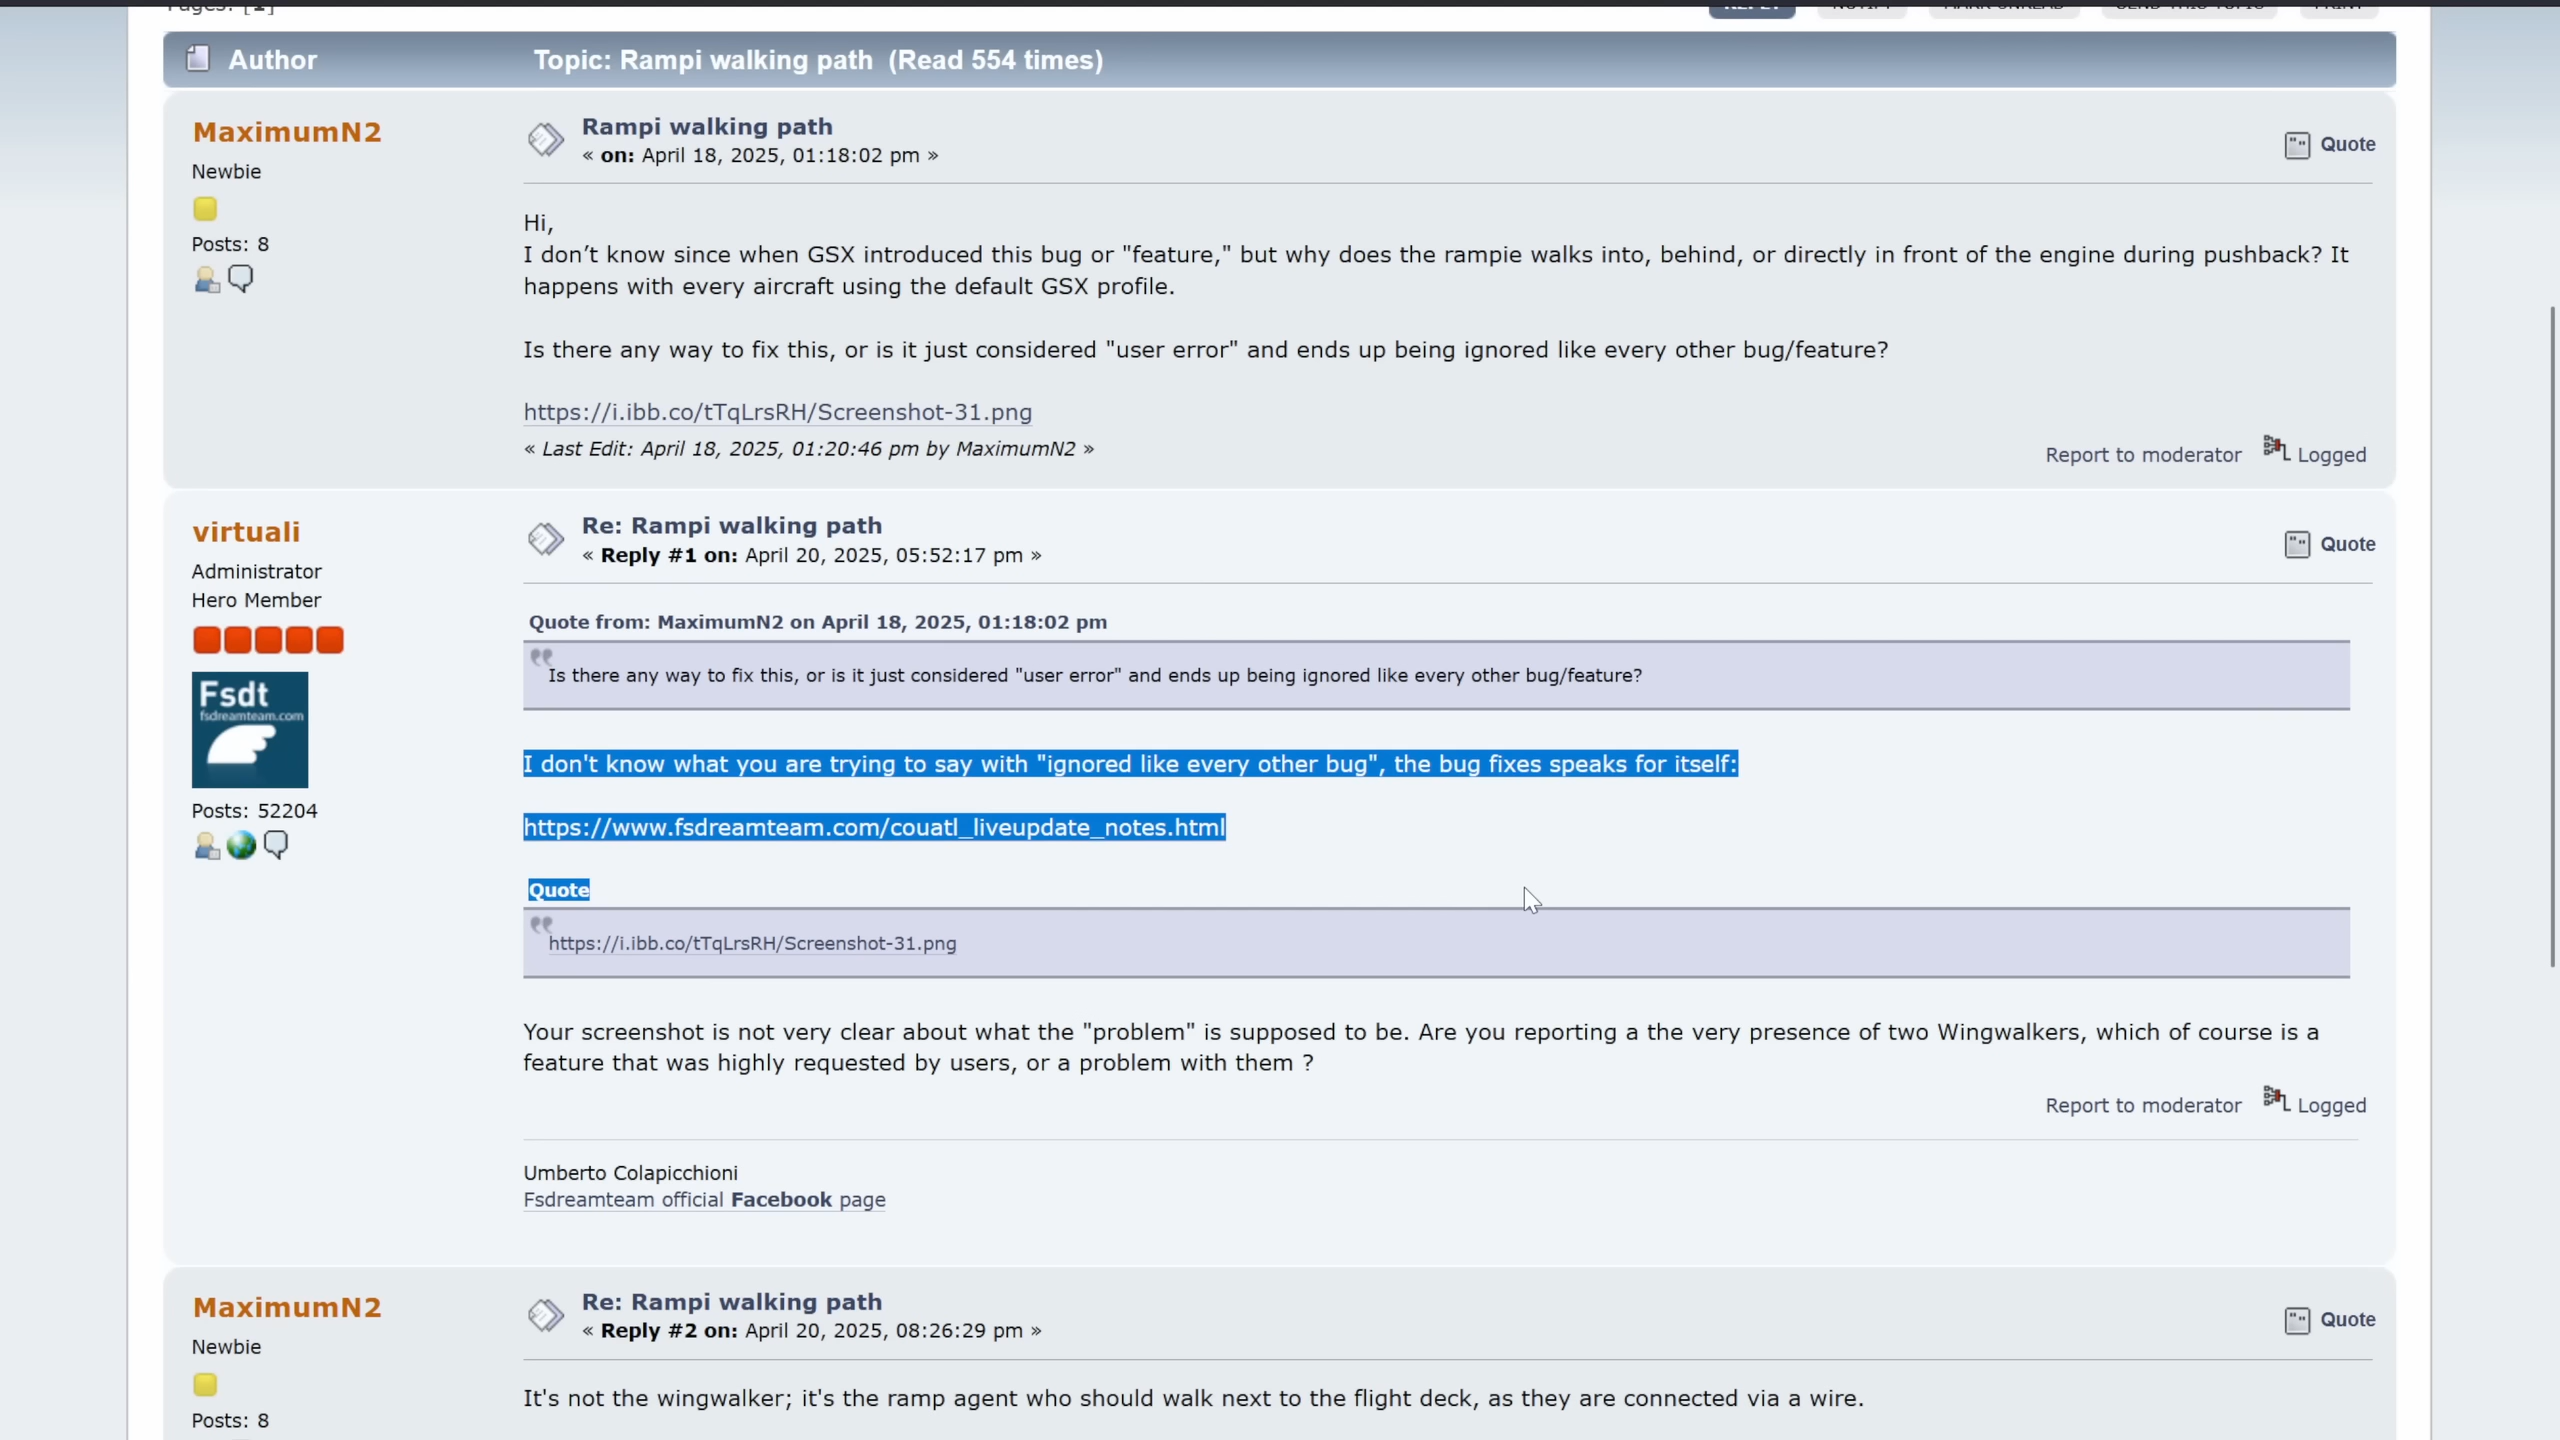 Pages: [1]
REPLY NOTIFY MARK UNREAD SEND THIS TOPIC PRINT
Author Topic: Rampi walking path (Read 554 times)
MaximumN2
Newbie
Posts: 8
Rampi walking path
« on: April 18, 2025, 01:18:02 pm »
Quote
Hi,
I don’t know since when GSX introduced this bug or "feature," but why does the rampie walks into, behind, or directly in front of the engine during pushback? It
happens with every aircraft using the default GSX profile.
Is there any way to fix this, or is it just considered "user error" and ends up being ignored like every other bug/feature?
https://i.ibb.co/tTqLrsRH/Screenshot-31.png
« Last Edit: April 18, 2025, 01:20:46 pm by MaximumN2 »
Report to moderator Logged
virtuali
Administrator
Hero Member
Fsdt
fsdreamteam.com
Posts: 52204
Re: Rampi walking path
« Reply #1 on: April 20, 2025, 05:52:17 pm »
Quote
Quote from: MaximumN2 on April 18, 2025, 01:18:02 pm
Is there any way to fix this, or is it just considered "user error" and ends up being ignored like every other bug/feature?
I don't know what you are trying to say with "ignored like every other bug", the bug fixes speaks for itself:
https://www.fsdreamteam.com/couatl_liveupdate_notes.html
Quote
https://i.ibb.co/tTqLrsRH/Screenshot-31.png
Your screenshot is not very clear about what the "problem" is supposed to be. Are you reporting a the very presence of two Wingwalkers, which of course is a
feature that was highly requested by users, or a problem with them ?
Report to moderator Logged
Umberto Colapicchioni
Fsdreamteam official Facebook page
MaximumN2
Newbie
Posts: 8
Re: Rampi walking path
« Reply #2 on: April 20, 2025, 08:26:29 pm »
Quote
It's not the wingwalker; it's the ramp agent who should walk next to the flight deck, as they are connected via a wire.